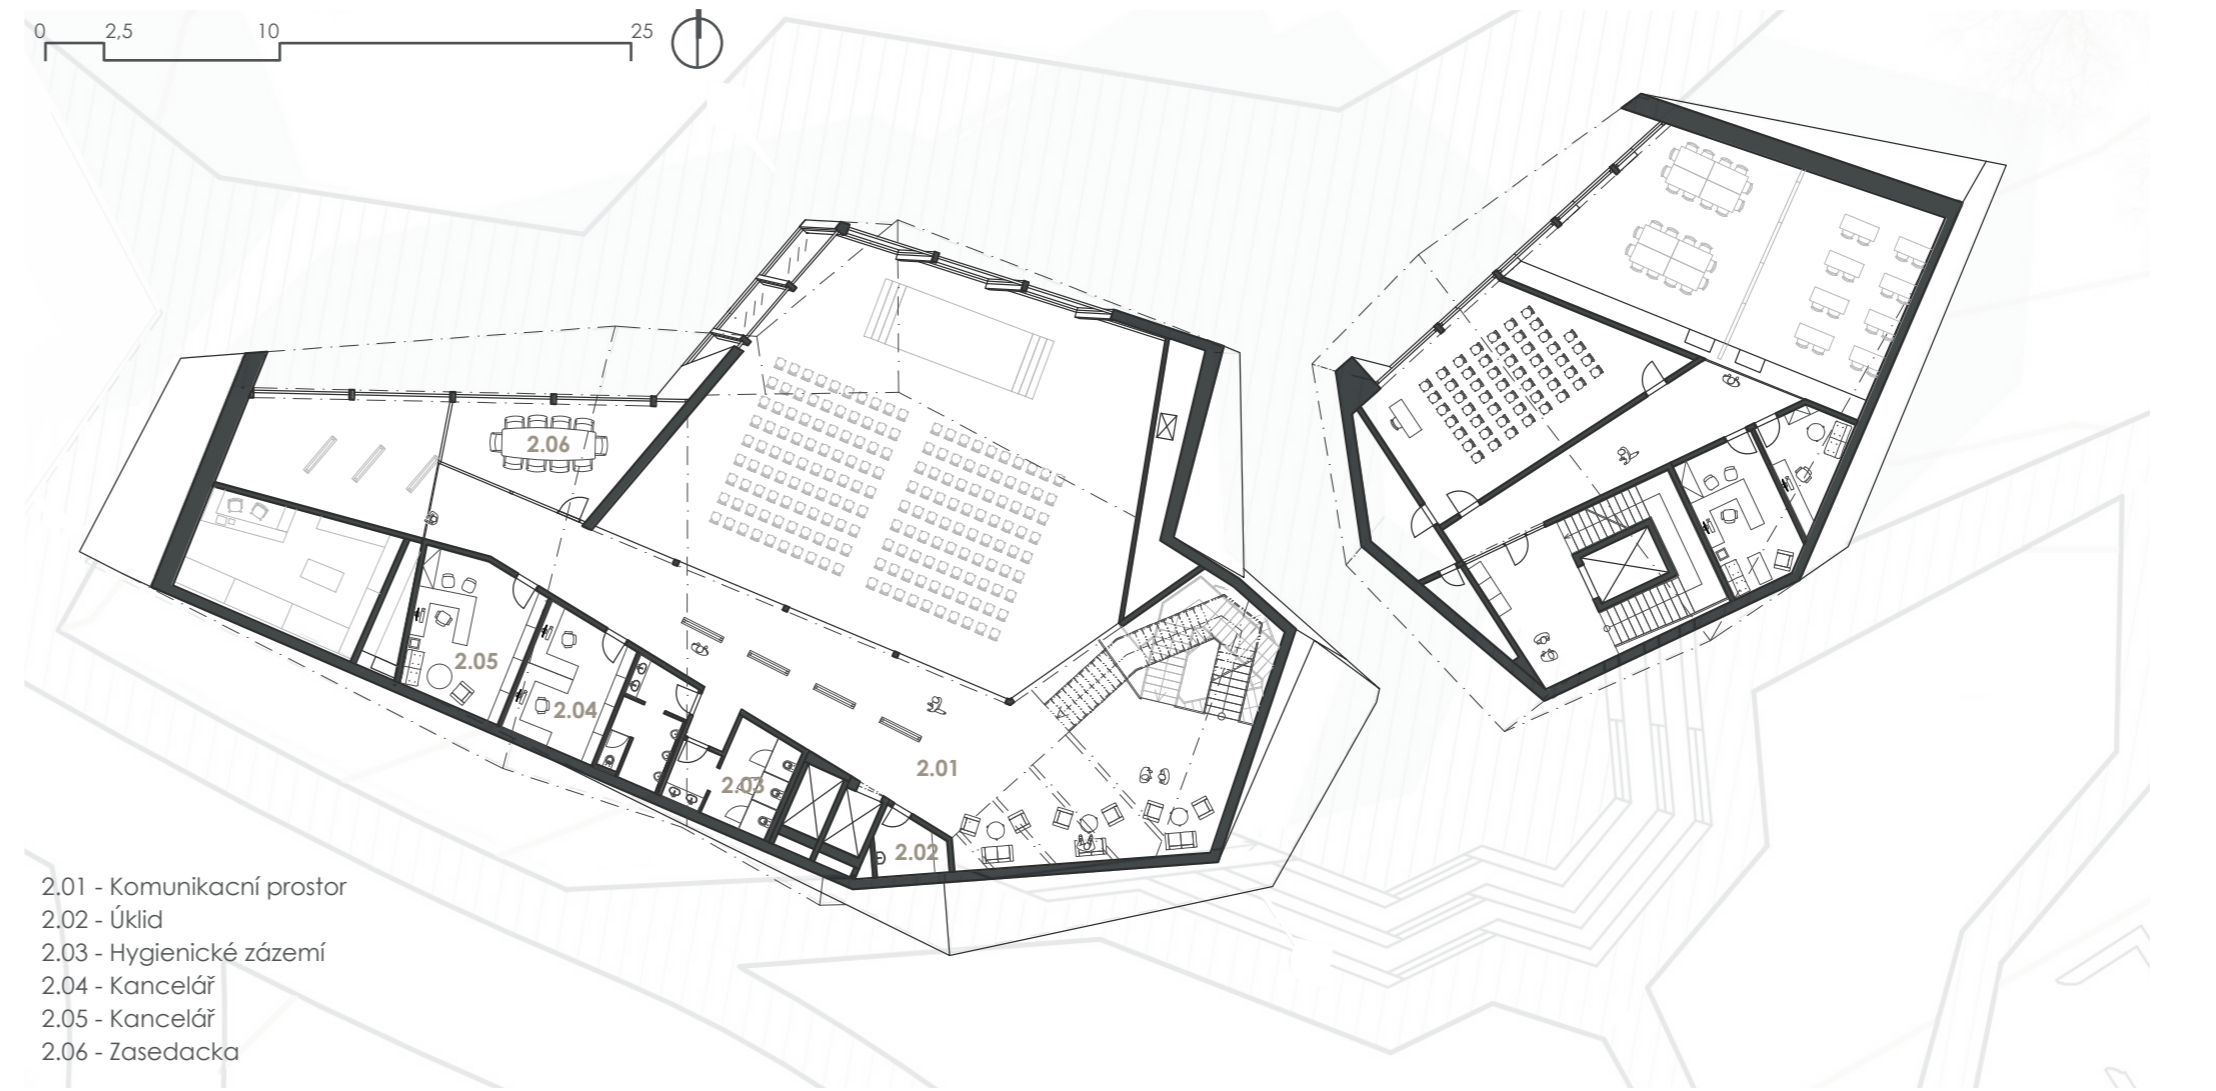 0 2,5 10 25
2.06
2.05
2.04
2.03
2.01
2.02
2.01 - Komunikacní prostor
2.02 - Úklid
2.03 - Hygienické zázemí
2.04 - Kancelář
2.05 - Kancelář
2.06 - Zasedacka